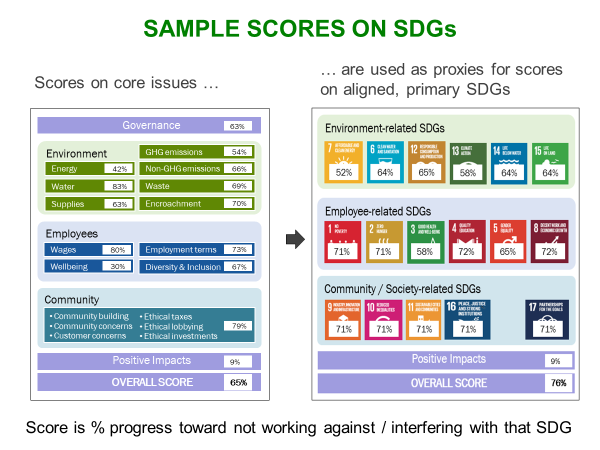 SAMPLE SCORES ON SDGs
Scores on core issues …
Governance 63%
Environment
GHG emissions 54%
Energy 42%
Non-GHG emissions 66%
Water 83%
Waste 69%
Supplies 63%
Encroachment 70%
Employees
Wages 80%
Employment terms 73%
Wellbeing 30%
Diversity & Inclusion 67%
Community
• Community building
• Community concerns
• Customer concerns
• Ethical taxes
• Ethical lobbying
• Ethical investments
79%
Positive Impacts 9%
OVERALL SCORE 65%
… are used as proxies for scores
on aligned, primary SDGs
Environment-related SDGs
7 AFFORDABLE AND
CLEAN ENERGY
52%
6 CLEAN WATER
AND SANITATION
64%
12 RESPONSIBLE
CONSUMPTION
AND PRODUCTION
65%
13 CLIMATE
ACTION
58%
14 LIFE
BELOW WATER
64%
15 LIFE
ON LAND
64%
Employee-related SDGs
1 NO
POVERTY
71%
2 ZERO
HUNGER
71%
3 GOOD HEALTH
AND WELL-BEING
58%
4 QUALITY
EDUCATION
72%
5 GENDER
EQUALITY
65%
8 DECENT WORK AND
ECONOMIC GROWTH
72%
Community / Society-related SDGs
9 INDUSTRY, INNOVATION
AND INFRASTRUCTURE
71%
10 REDUCED
INEQUALITIES
71%
11 SUSTAINABLE CITIES
AND COMMUNITIES
71%
16 PEACE, JUSTICE
AND STRONG
INSTITUTIONS
71%
17 PARTNERSHIPS
FOR THE GOALS
71%
Positive Impacts 9%
OVERALL SCORE 76%
Score is % progress toward not working against / interfering with that SDG